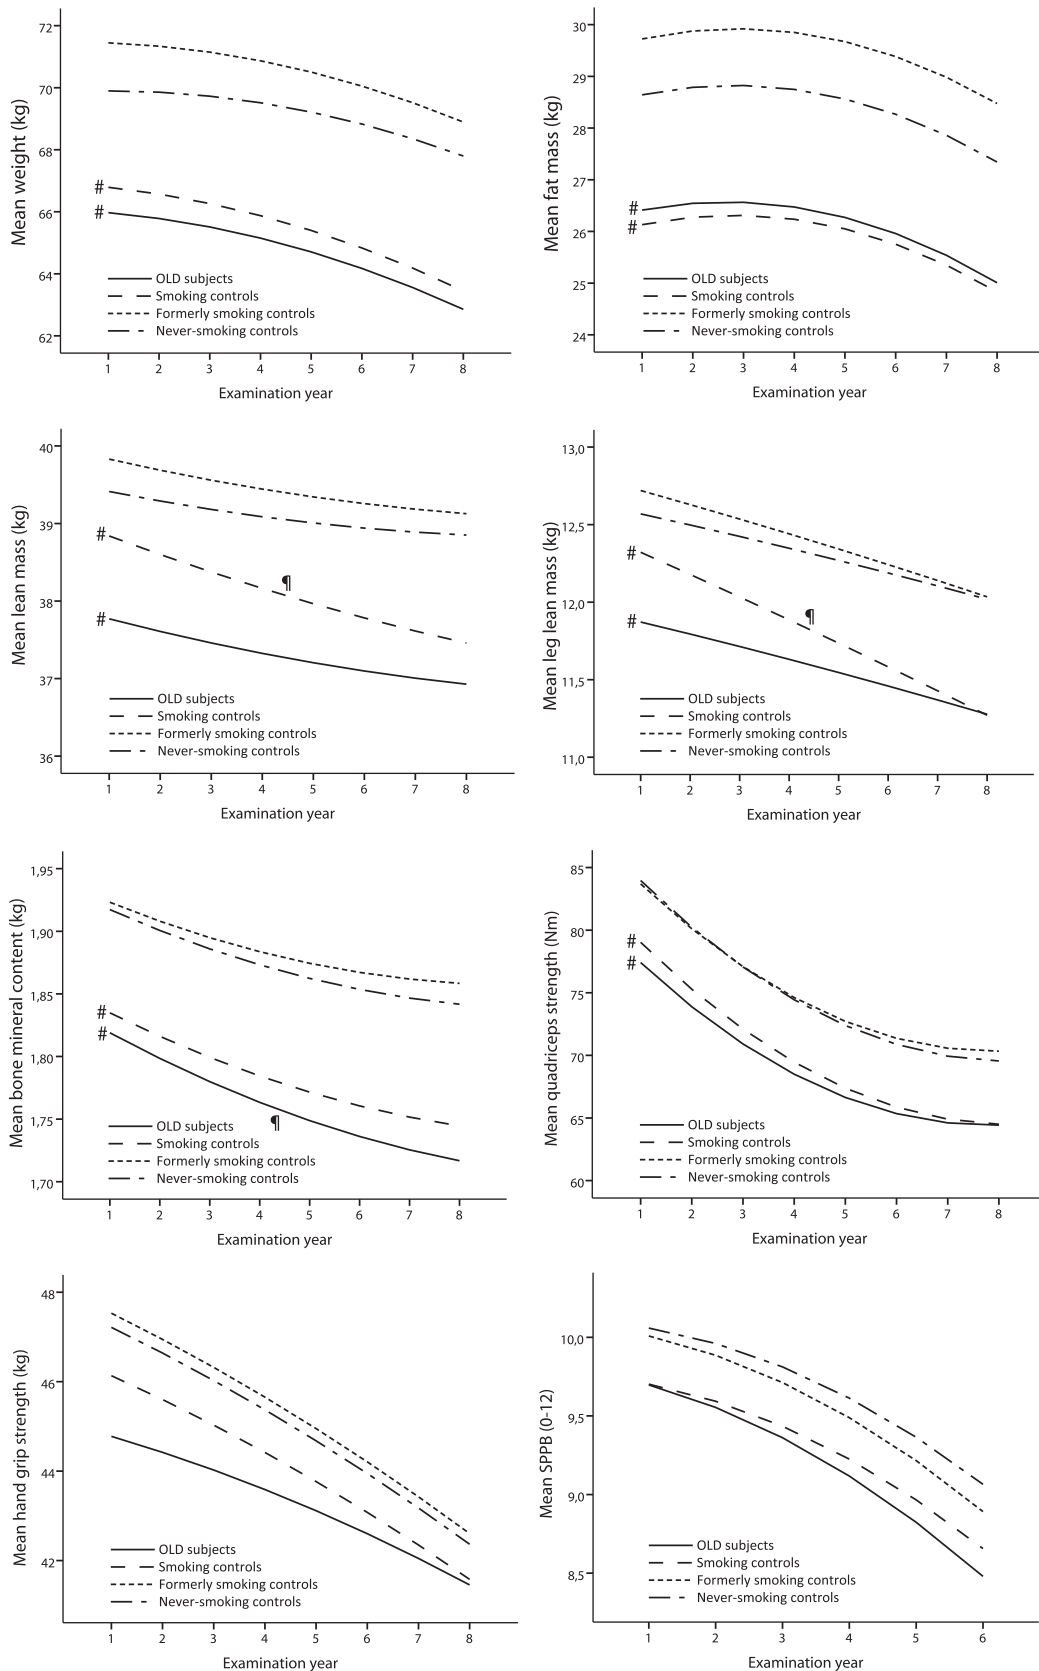 Mean weight (kg)
72
70
68
66
64
62
#
#
OLD subjects
Smoking controls
Formerly smoking controls
Never-smoking controls
1 2 3 4 5 6 7 8
Examination year
Mean fat mass (kg)
30
29
28
27
26
25
24
#
#
OLD subjects
Smoking controls
Formerly smoking controls
Never-smoking controls
1 2 3 4 5 6 7 8
Examination year
Mean lean mass (kg)
40
39
38
37
36
#
¶
#
OLD subjects
Smoking controls
Formerly smoking controls
Never-smoking controls
1 2 3 4 5 6 7 8
Examination year
Mean leg lean mass (kg)
13,0
12,5
12,0
11,5
11,0
#
¶
#
OLD subjects
Smoking controls
Formerly smoking controls
Never-smoking controls
1 2 3 4 5 6 7 8
Examination year
Mean bone mineral content (kg)
1,95
1,90
1,85
1,80
1,75
1,70
#
#
¶
OLD subjects
Smoking controls
Formerly smoking controls
Never-smoking controls
1 2 3 4 5 6 7 8
Examination year
Mean quadriceps strength (Nm)
85
80
75
70
65
60
#
#
OLD subjects
Smoking controls
Formerly smoking controls
Never-smoking controls
1 2 3 4 5 6 7 8
Examination year
Mean hand grip strength (kg)
48
46
44
42
OLD subjects
Smoking controls
Formerly smoking controls
Never-smoking controls
1 2 3 4 5 6 7 8
Examination year
Mean SPPB (0-12)
10,0
9,5
9,0
8,5
OLD subjects
Smoking controls
Formerly smoking controls
Never-smoking controls
1 2 3 4 5 6
Examination year